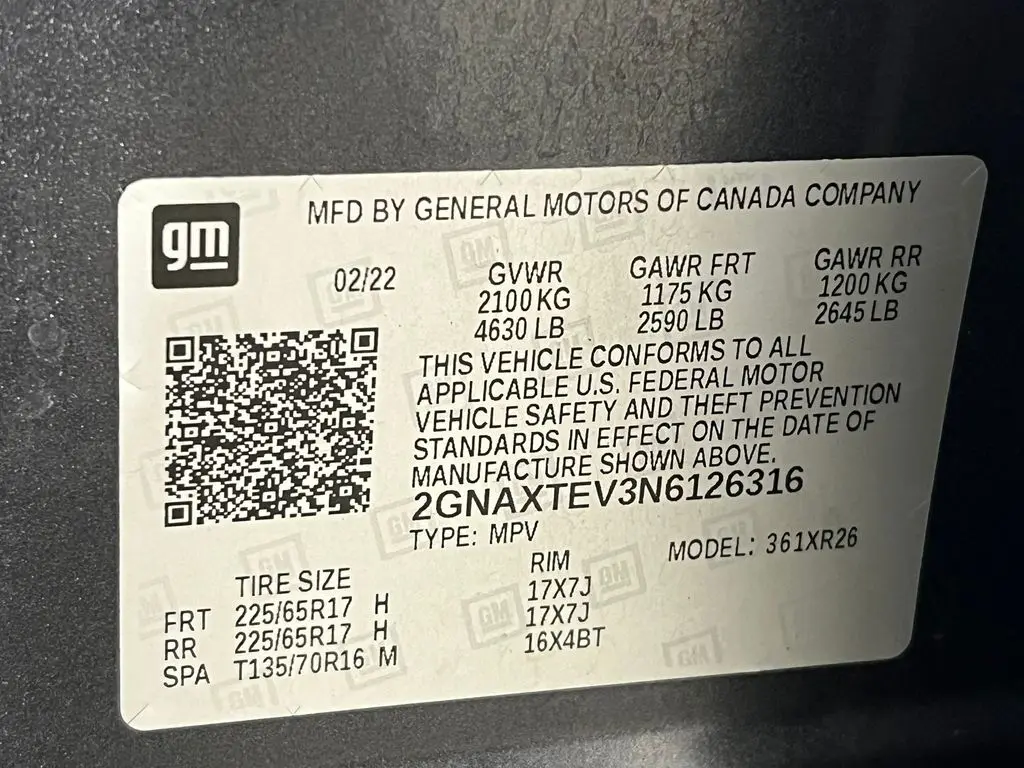 gm
MFD BY GENERAL MOTORS OF CANADA COMPANY
02/22
GVWR
2100 KG
4630 LB
GAWR FRT
1175 KG
2590 LB
GAWR RR
1200 KG
2645 LB
THIS VEHICLE CONFORMS TO ALL
APPLICABLE U.S. FEDERAL MOTOR
VEHICLE SAFETY AND THEFT PREVENTION
STANDARDS IN EFFECT ON THE DATE OF
MANUFACTURE SHOWN ABOVE.
2GNAXTEV3N6126316
TYPE: MPV
MODEL: 361XR26
TIRE SIZE RIM
FRT 225/65R17 H 17X7J
RR 225/65R17 H 17X7J
SPA T135/70R16 M 16X4BT